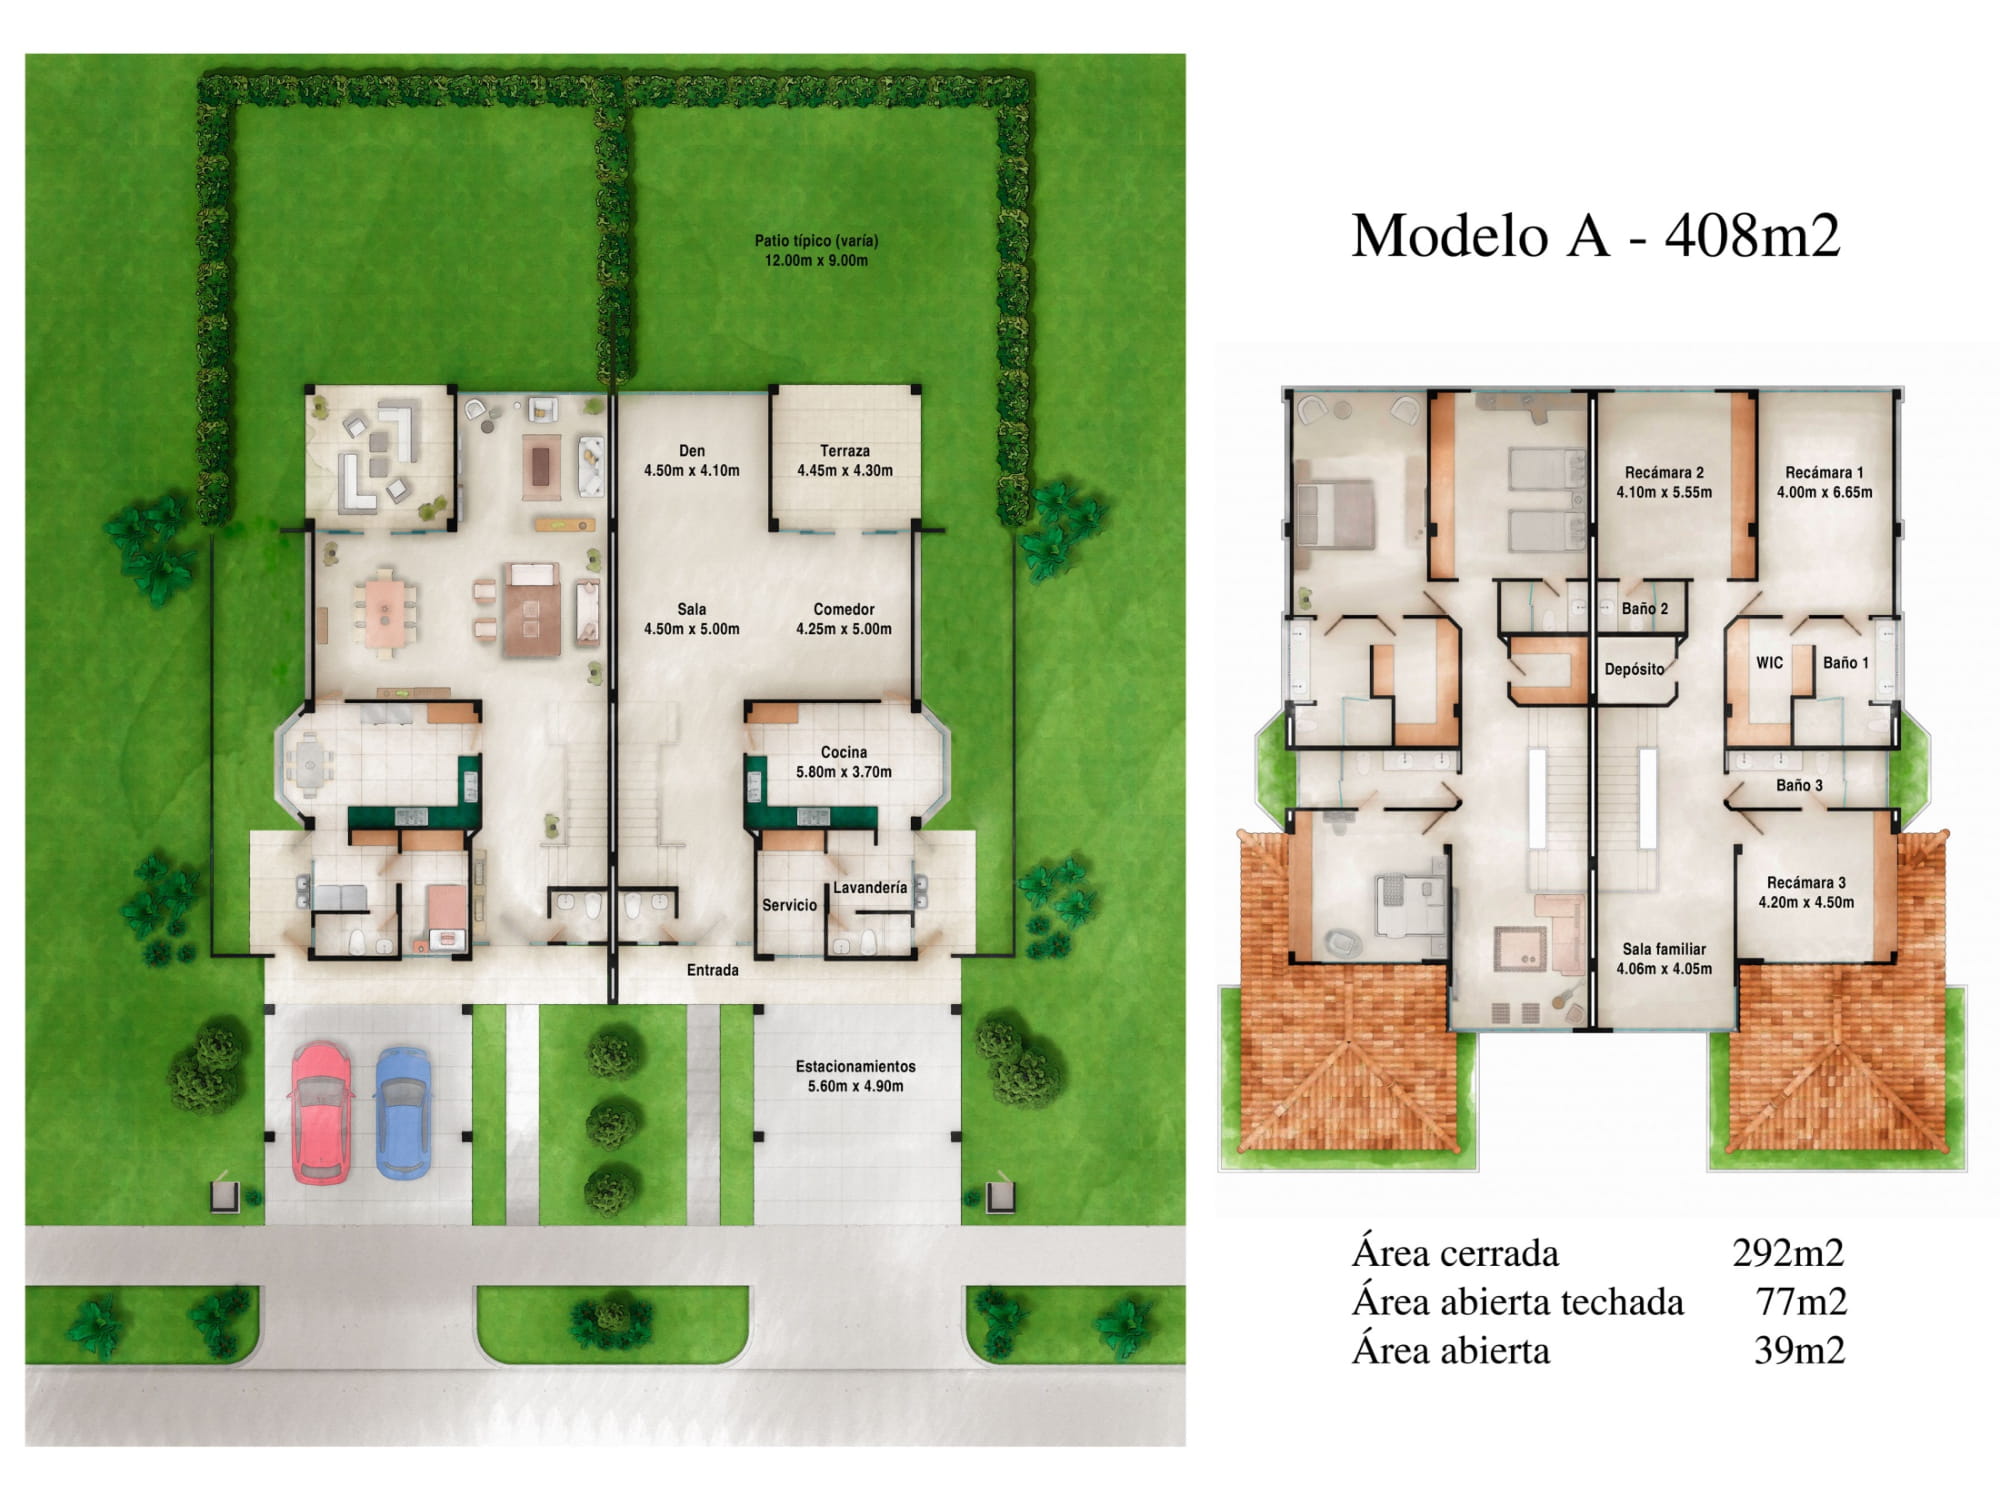 Modelo A - 408m2
Patio típico (varía)
12.00m x 9.00m
Den
4.50m x 4.10m
Terraza
4.45m x 4.30m
Sala
4.50m x 5.00m
Comedor
4.25m x 5.00m
Cocina
5.80m x 3.70m
Lavandería
Servicio
Entrada
Estacionamientos
5.60m x 4.90m
Recámara 2
4.10m x 5.55m
Recámara 1
4.00m x 6.65m
Baño 2
Depósito
WIC
Baño 1
Baño 3
Recámara 3
4.20m x 4.50m
Sala familiar
4.06m x 4.05m
Área cerrada 292m2
Área abierta techada 77m2
Área abierta 39m2